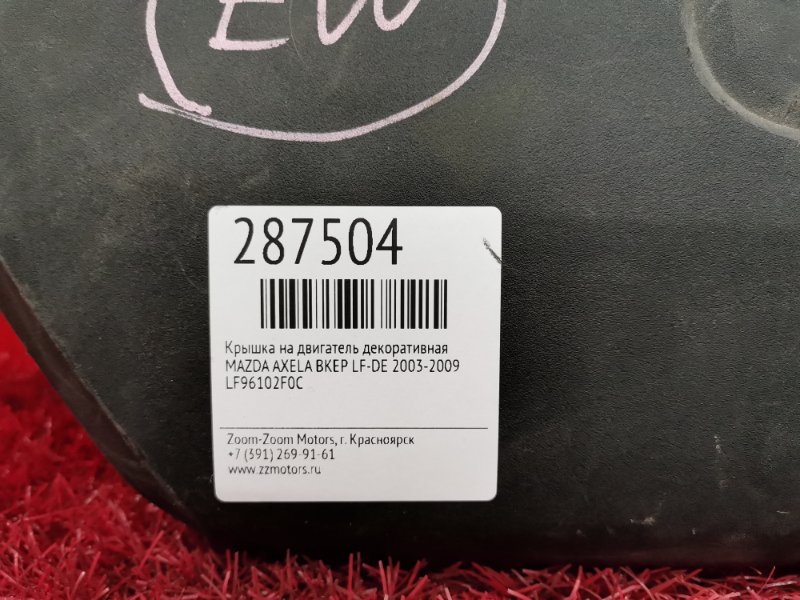 287504
Крышка на двигатель декоративная
MAZDA AXELA BKEP LF-DE 2003-2009
LF96102F0C
Zoom-Zoom Motors, г. Красноярск
+7 (391) 269-91-61
www.zzmotors.ru